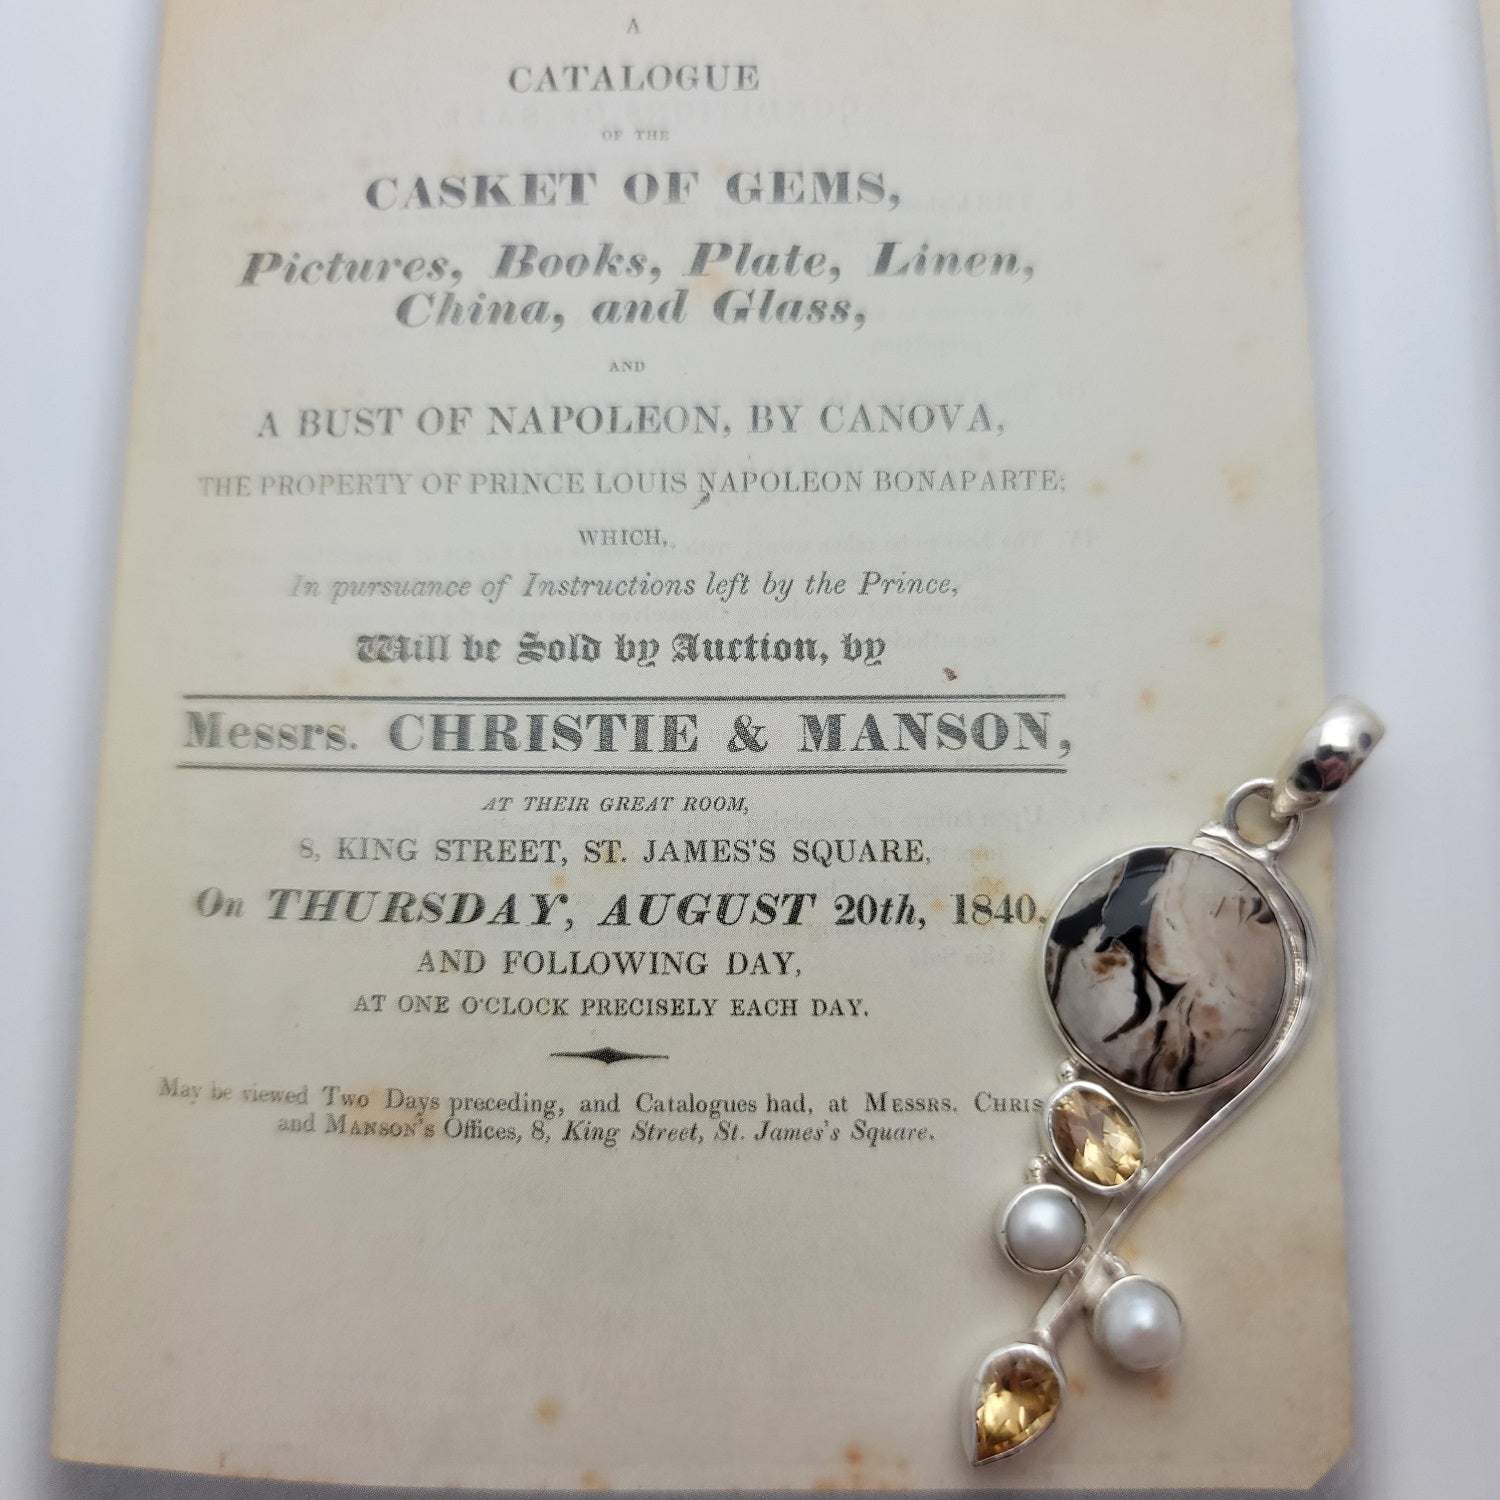 A
CATALOGUE
OF THE
CASKET OF GEMS,
Pictures, Books, Plate, Linen,
China, and Glass,
AND
A BUST OF NAPOLEON, BY CANOVA,
THE PROPERTY OF PRINCE LOUIS NAPOLEON BONAPARTE;
WHICH,
In pursuance of Instructions left by the Prince,
Will be Sold by Auction, by
Messrs. CHRISTIE & MANSON,
AT THEIR GREAT ROOM,
8, KING STREET, ST. JAMES'S SQUARE,
On THURSDAY, AUGUST 20th, 1840,
AND FOLLOWING DAY,
AT ONE O'CLOCK PRECISELY EACH DAY.
May be viewed Two Days preceding, and Catalogues had, at MESSRS. CHRIS
and MANSON'S Offices, 8, King Street, St. James's Square.